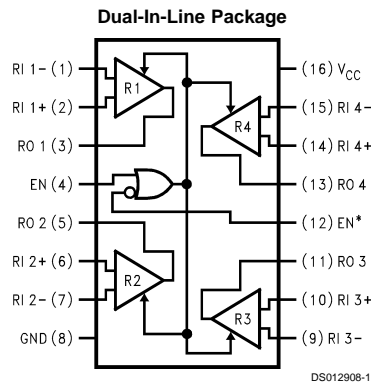 Dual-In-Line Package
RI 1- (1)
RI 1+ (2)
RO 1 (3)
EN (4)
RO 2 (5)
RI 2+ (6)
RI 2- (7)
GND (8)
R1
R2
R4
R3
(16) VCC
(15) RI 4-
(14) RI 4+
(13) RO 4
(12) EN*
(11) RO 3
(10) RI 3+
(9) RI 3-
DS012908-1